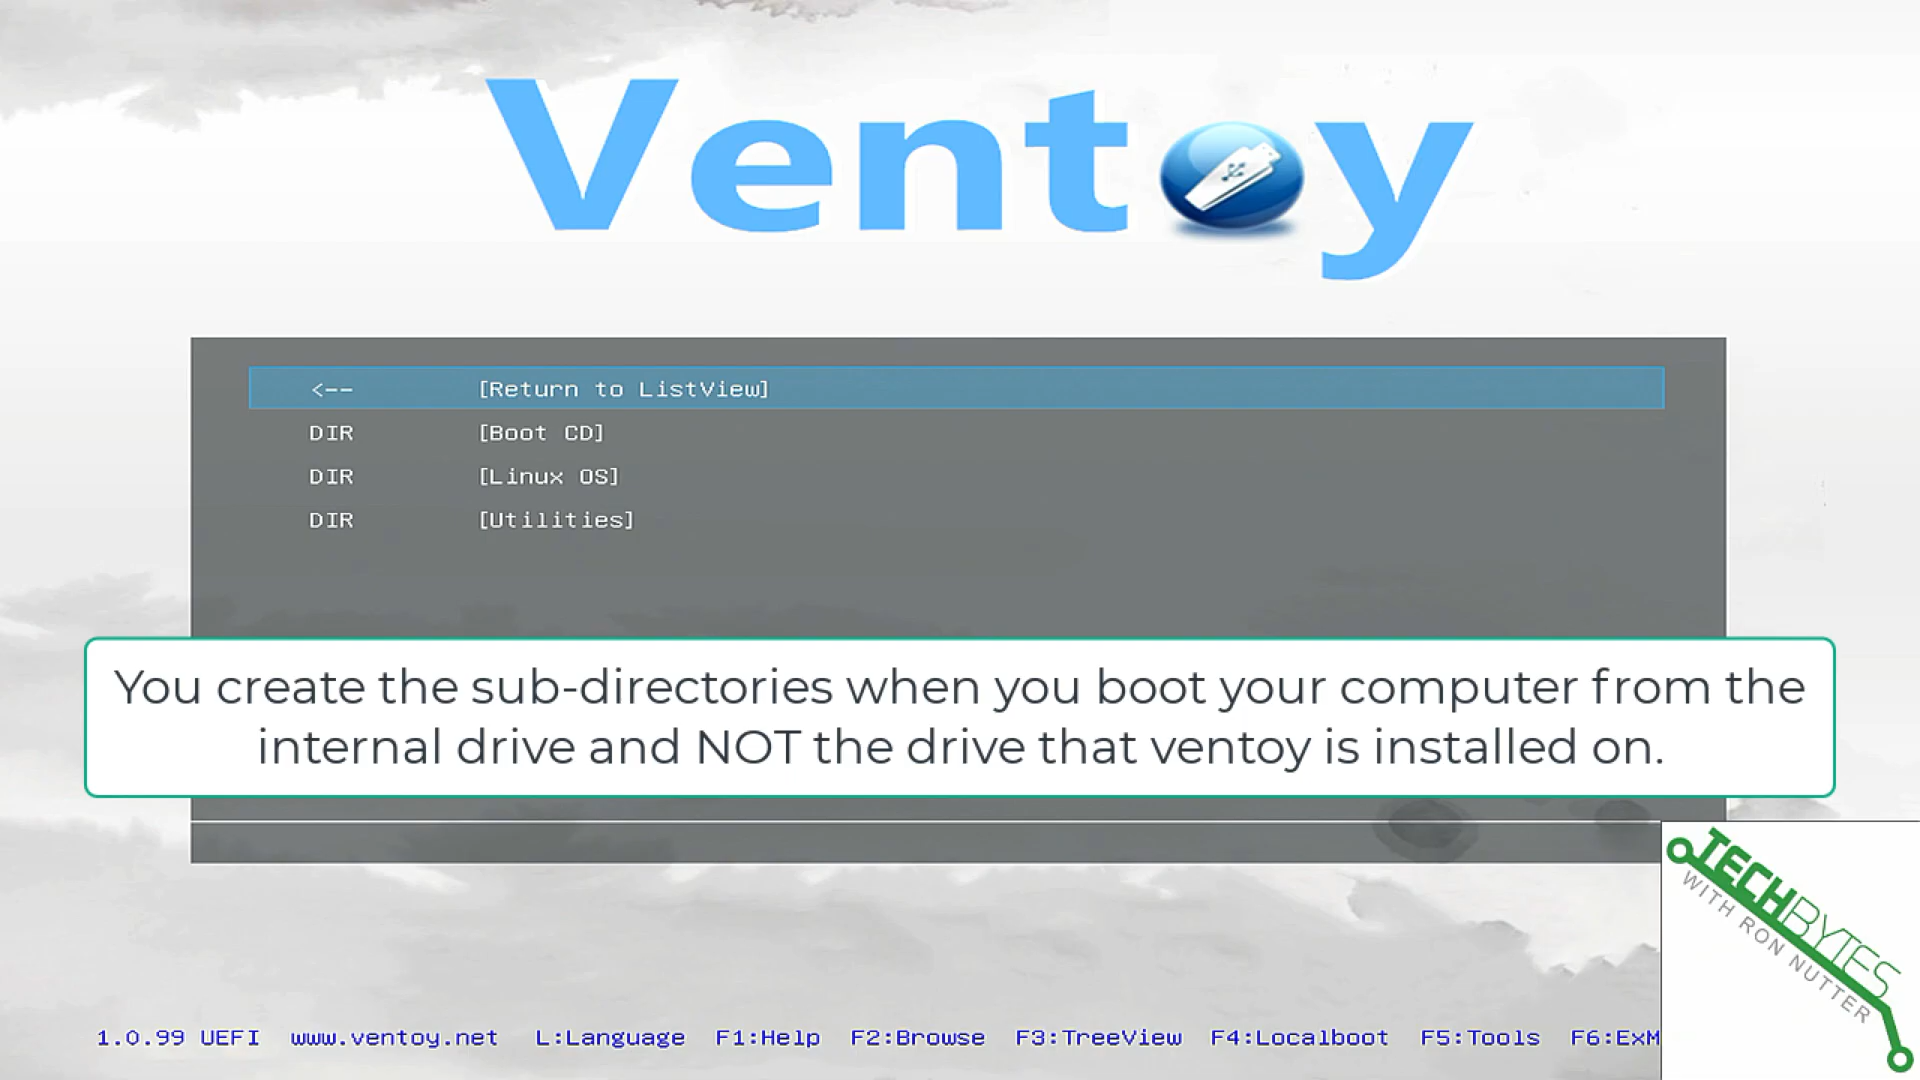 Ventoy
<-- [Return to ListView]
DIR [Boot CD]
DIR [Linux OS]
DIR [Utilities]
You create the sub-directories when you boot your computer from the
internal drive and NOT the drive that ventoy is installed on.
TECHBYTES
WITH RON NUTTER
1.0.99 UEFI www.ventoy.net L:Language F1:Help F2:Browse F3:TreeView F4:Localboot F5:Tools F6:ExM